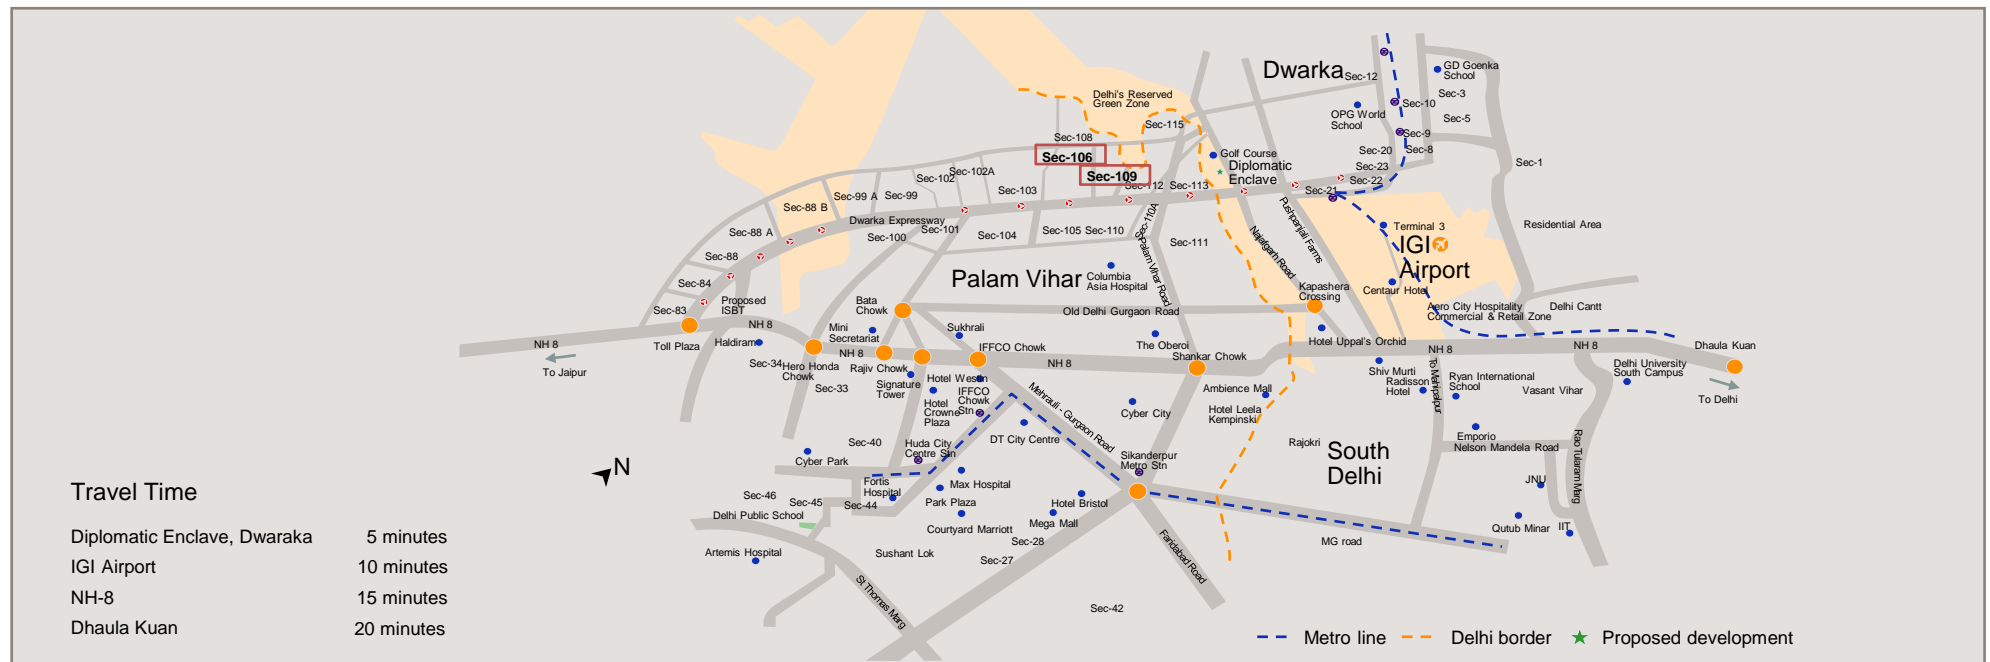 Dwarka
Sec-12
GD Goenka
School
Sec-3
Sec-10
Sec-5
OPG World
School
Sec-9
Sec-8
Sec-20
Sec-23
Sec-22
Sec-21
Sec-1
Delhi's Reserved
Green Zone
Sec-115
Sec-108
Sec-106
Sec-109
Golf Course
Diplomatic
Enclave
Sec-112
Sec-113
Sec-102A
Sec-102
Sec-103
Sec-99 A
Sec-99
Sec-88 B
Dwarka Expressway
Sec-88 A
Sec-100
Sec-101
Sec-104
Sec-105
Sec-110
Sec-110A
Sec-111
Palam Vihar Road
Najafgarh Road
Pushpanjali Farms
Terminal 3
IGI
Airport
Residential Area
Sec-88
Sec-84
Sec-83
Proposed
ISBT
Palam Vihar
Columbia
Asia Hospital
Centaur Hotel
Kapashera
Crossing
Bata
Chowk
Old Delhi Gurgaon Road
Aero City Hospitality
Commercial & Retail Zone
Delhi Cantt
NH 8
Mini
Secretariat
Sukhrali
The Oberoi
Hotel Uppal's Orchid
NH 8
To Jaipur
Toll Plaza
Haldiram
NH 8
IFFCO Chowk
NH 8
Shankar Chowk
NH 8
NH 8
Dhaula Kuan
Sec-34
Hero Honda
Chowk
Rajiv Chowk
Sec-33
Signature
Tower
Hotel Westin
IFFCO
Chowk
Stn
Hotel
Crowne
Plaza
Mehrauli - Gurgaon Road
Cyber City
Ambience Mall
Hotel Leela
Kempinski
Shiv Murti
Radisson
Hotel
To Mahipalpur
Ryan International
School
Vasant Vihar
Delhi University
South Campus
To Delhi
Sec-40
Huda City
Centre Stn
DT City Centre
Sikanderpur
Metro Stn
Rajokri
South
Delhi
Emporio
Nelson Mandela Road
Rao Tularam Marg
Cyber Park
N
Fortis
Hospital
Max Hospital
JNU
Travel Time
Sec-46
Sec-45
Sec-44
Park Plaza
Hotel Bristol
Delhi Public School
Courtyard Marriott
Mega Mall
Qutub Minar
IIT
Diplomatic Enclave, Dwaraka 5 minutes
IGI Airport 10 minutes
NH-8 15 minutes
Dhaula Kuan 20 minutes
Artemis Hospital
Sushant Lok
Sec-28
Sec-27
MG road
Faridabad Road
St Thomas Marg
Sec-42
Metro line
Delhi border
Proposed development